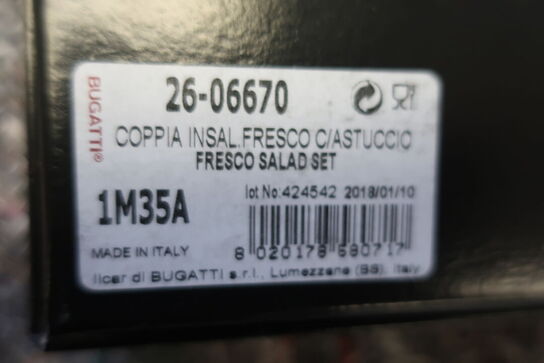 BUGATTI®
26-06670
COPPIA INSAL.FRESCO C/ASTUCCIO
FRESCO SALAD SET
lot No:424542 2018/01/10
1M35A
MADE IN ITALY
8 020178 680717
ilcar di BUGATTI s.r.l., Lumezzane (BS), Italy